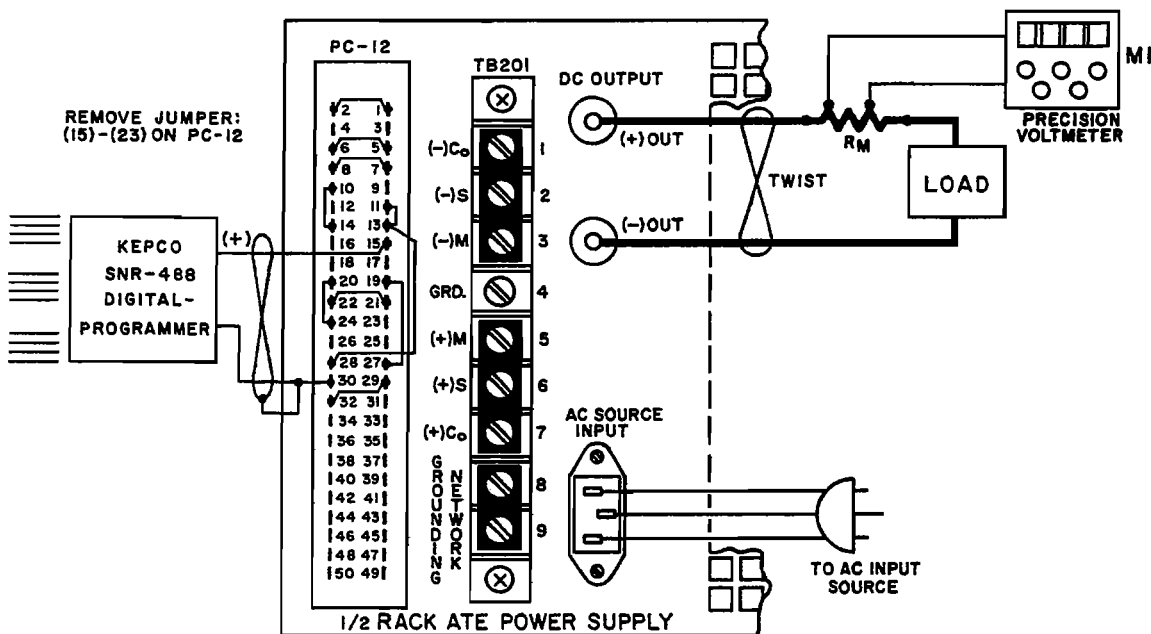 REMOVE JUMPER:
(15)-(23) ON PC-12
KEPCO
SNR-488
DIGITAL-
PROGRAMMER
(+)
PC-12
2 1
4 3
6 5
8 7
10 9
12 11
14 13
16 15
18 17
20 19
22 21
24 23
26 25
28 27
30 29
32 31
34 33
36 35
38 37
40 39
42 41
44 43
46 45
48 47
50 49
TB201
(-)Co 1
(-)S 2
(-)M 3
GRD. 4
(+)M 5
(+)S 6
(+)Co 7
8
9
GROUNDING
NETWORK
DC OUTPUT
(+)OUT
(-)OUT
TWIST
RM
M1
PRECISION
VOLTMETER
LOAD
AC SOURCE
INPUT
TO AC INPUT
SOURCE
1/2 RACK ATE POWER SUPPLY